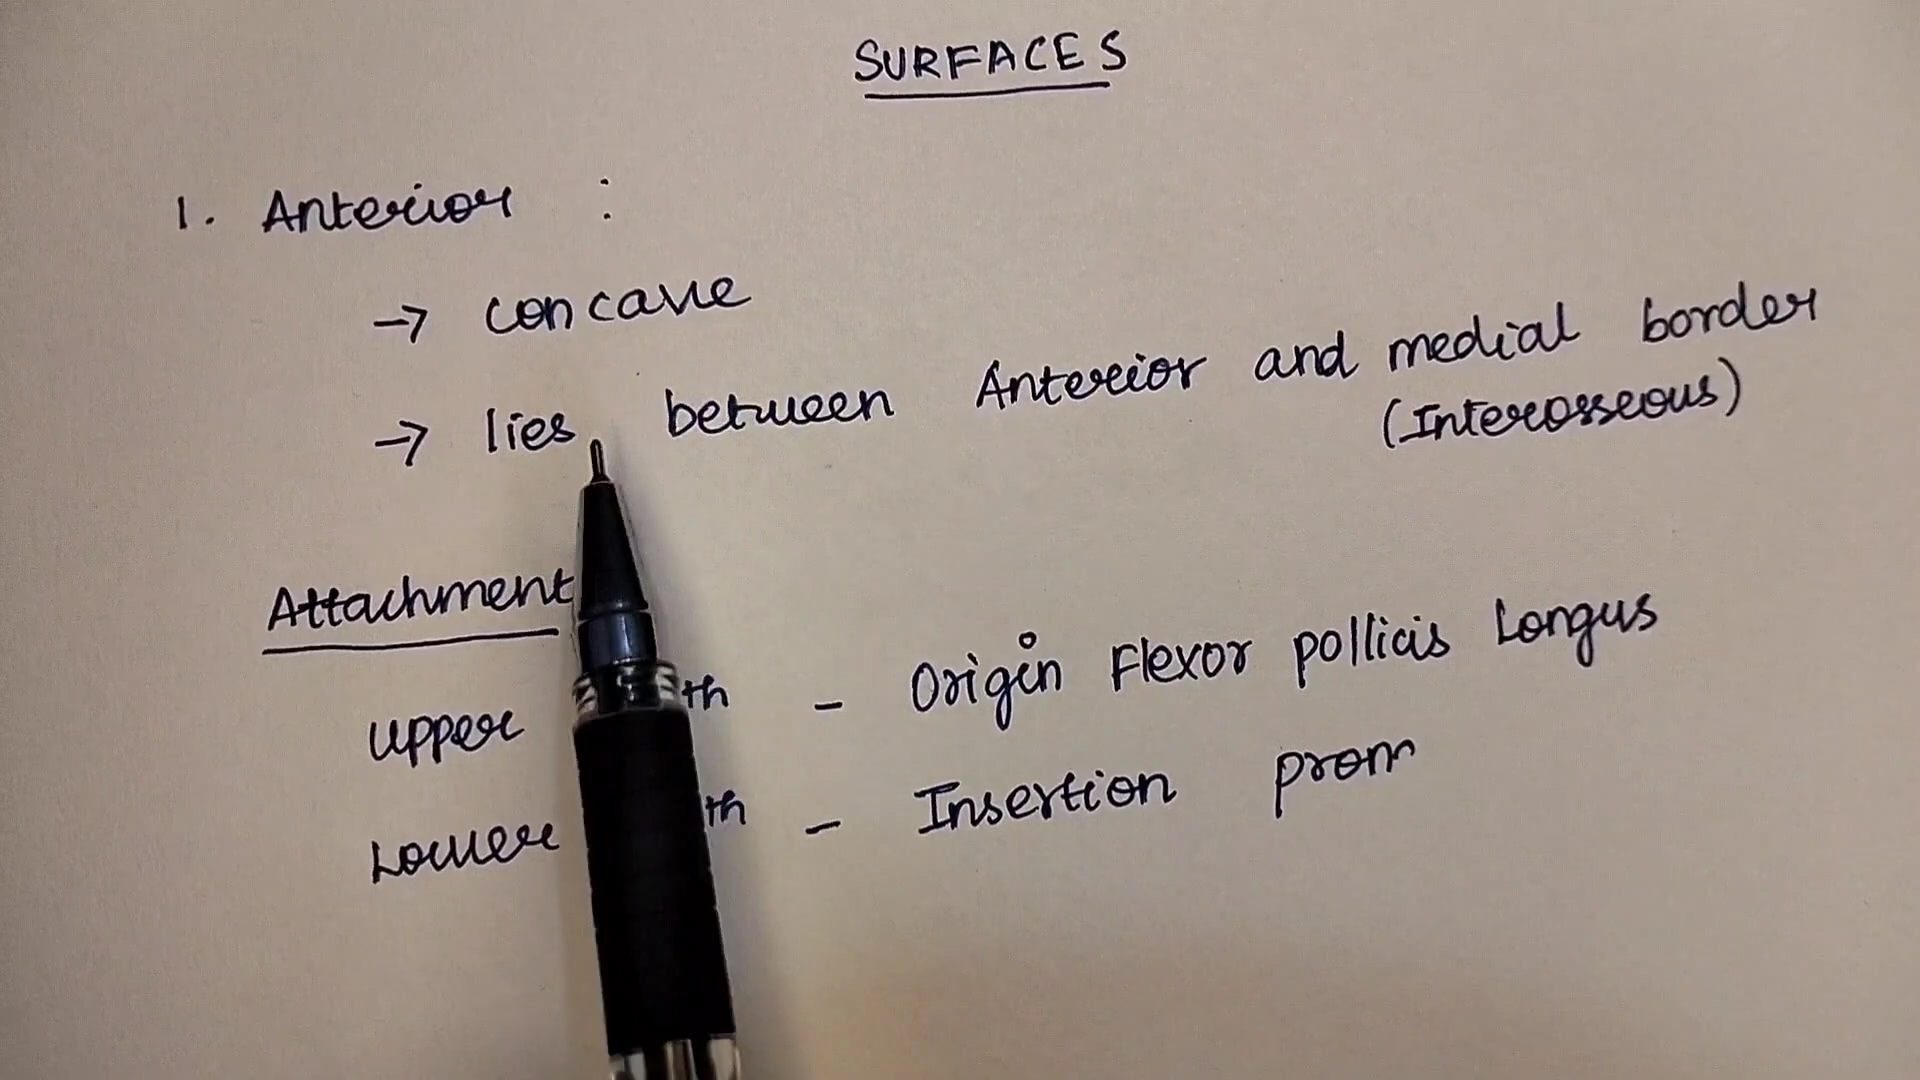 SURFACES
1. Anterior :
→ concave
→ lies between Anterior and medial border
(Interosseous)
Attachment
upper th - Origin Flexor pollicis Longus
Lower th - Insertion pron